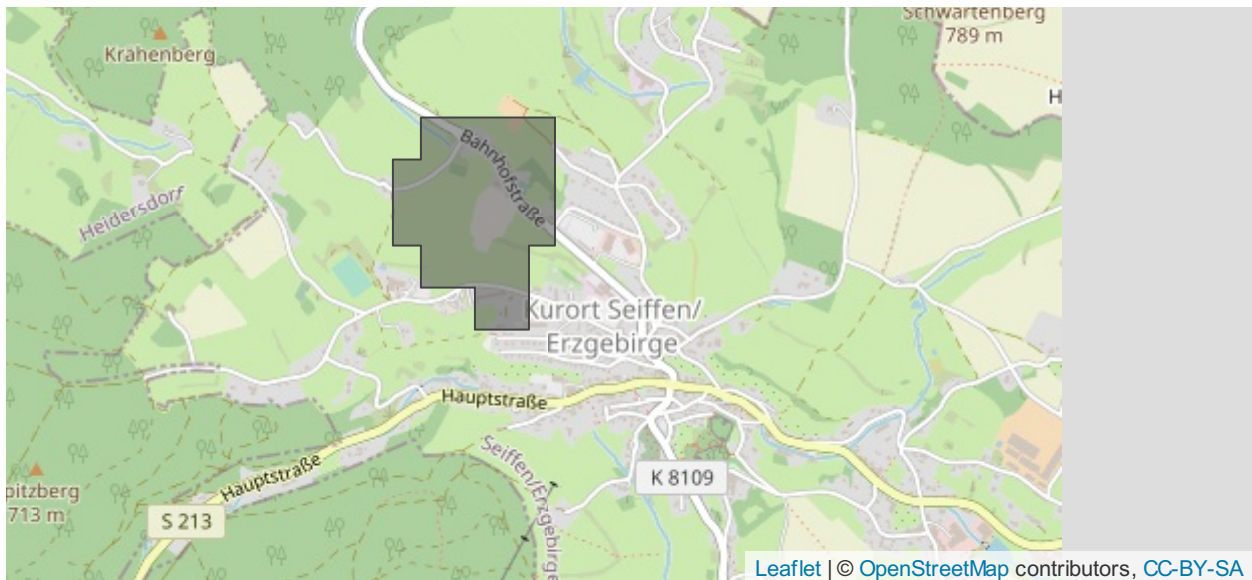 Schwartenberg
789 m
Krähenberg
H
Bahnhofstraße
Heidersdorf
Kurort Seiffen/
Erzgebirge
Hauptstraße
Seiffen/Erzgebirge
Hauptstraße
K 8109
pitzberg
713 m
S 213
Leaflet | © OpenStreetMap contributors, CC-BY-SA